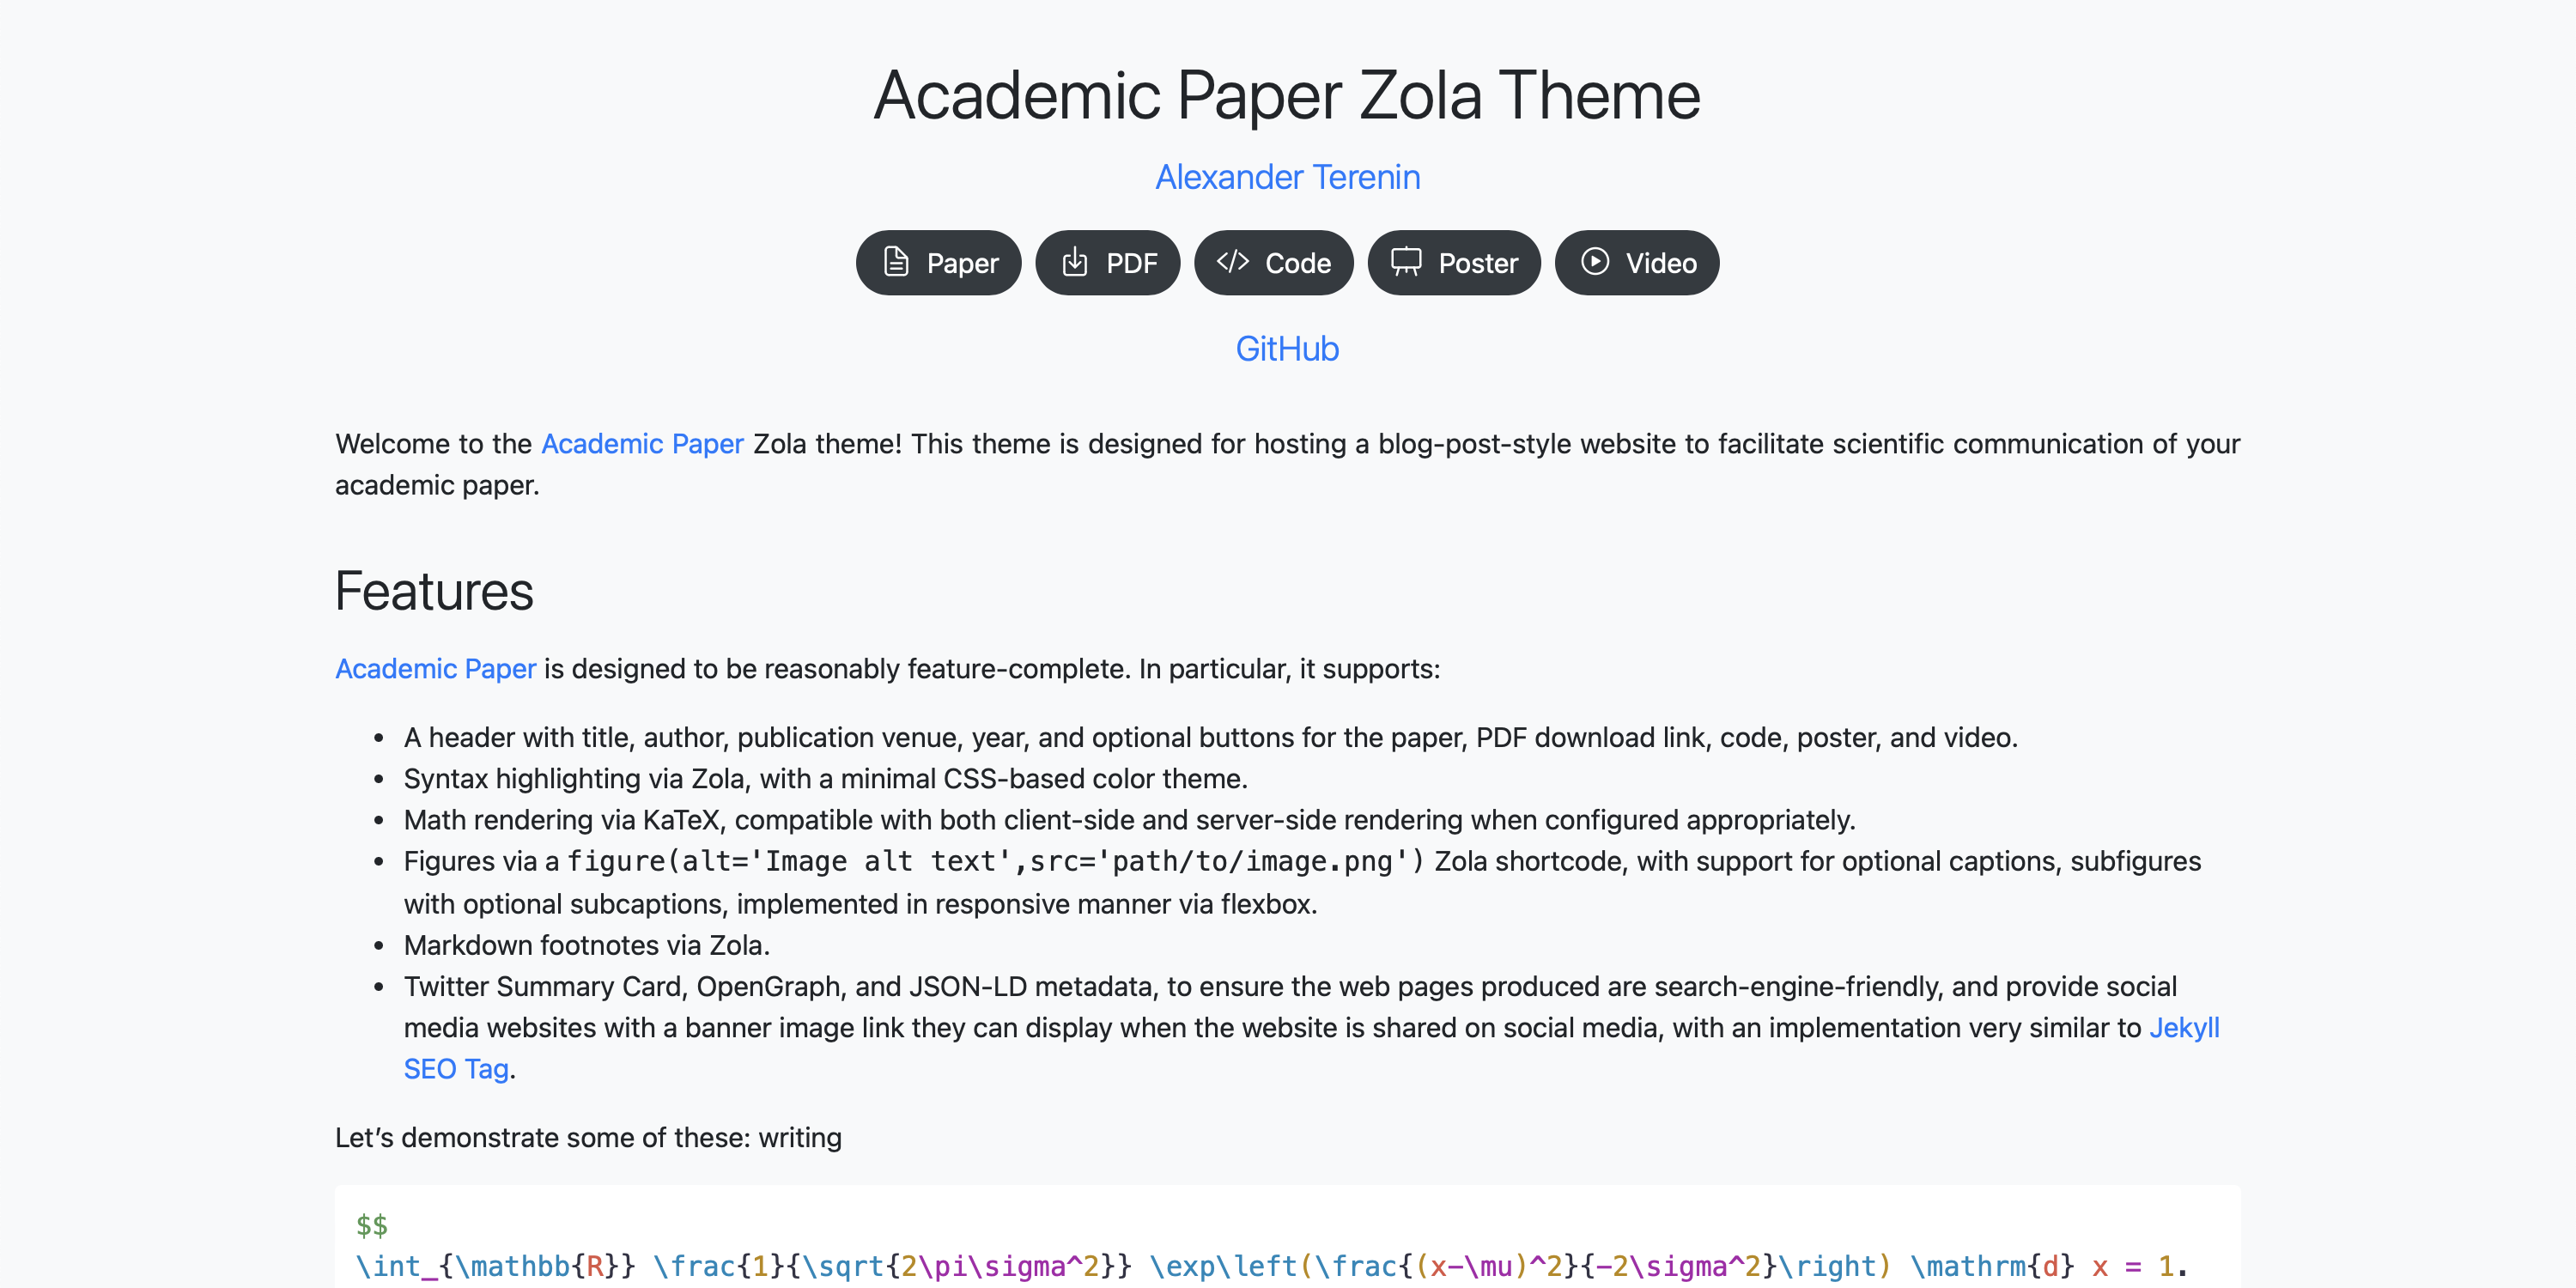 Academic Paper Zola Theme
Alexander Terenin
Paper PDF </> Code Poster Video
GitHub
Welcome to the Academic Paper Zola theme! This theme is designed for hosting a blog-post-style website to facilitate scientific communication of your
academic paper.
Features
Academic Paper is designed to be reasonably feature-complete. In particular, it supports:
• A header with title, author, publication venue, year, and optional buttons for the paper, PDF download link, code, poster, and video.
• Syntax highlighting via Zola, with a minimal CSS-based color theme.
• Math rendering via KaTeX, compatible with both client-side and server-side rendering when configured appropriately.
• Figures via a figure(alt='Image alt text',src='path/to/image.png') Zola shortcode, with support for optional captions, subfigures
with optional subcaptions, implemented in responsive manner via flexbox.
• Markdown footnotes via Zola.
• Twitter Summary Card, OpenGraph, and JSON-LD metadata, to ensure the web pages produced are search-engine-friendly, and provide social
media websites with a banner image link they can display when the website is shared on social media, with an implementation very similar to Jekyll
SEO Tag.
Let’s demonstrate some of these: writing
$$
\int_{\mathbb{R}} \frac{1}{\sqrt{2\pi\sigma^2}} \exp\left(\frac{(x-\mu)^2}{-2\sigma^2}\right) \mathrm{d} x = 1.